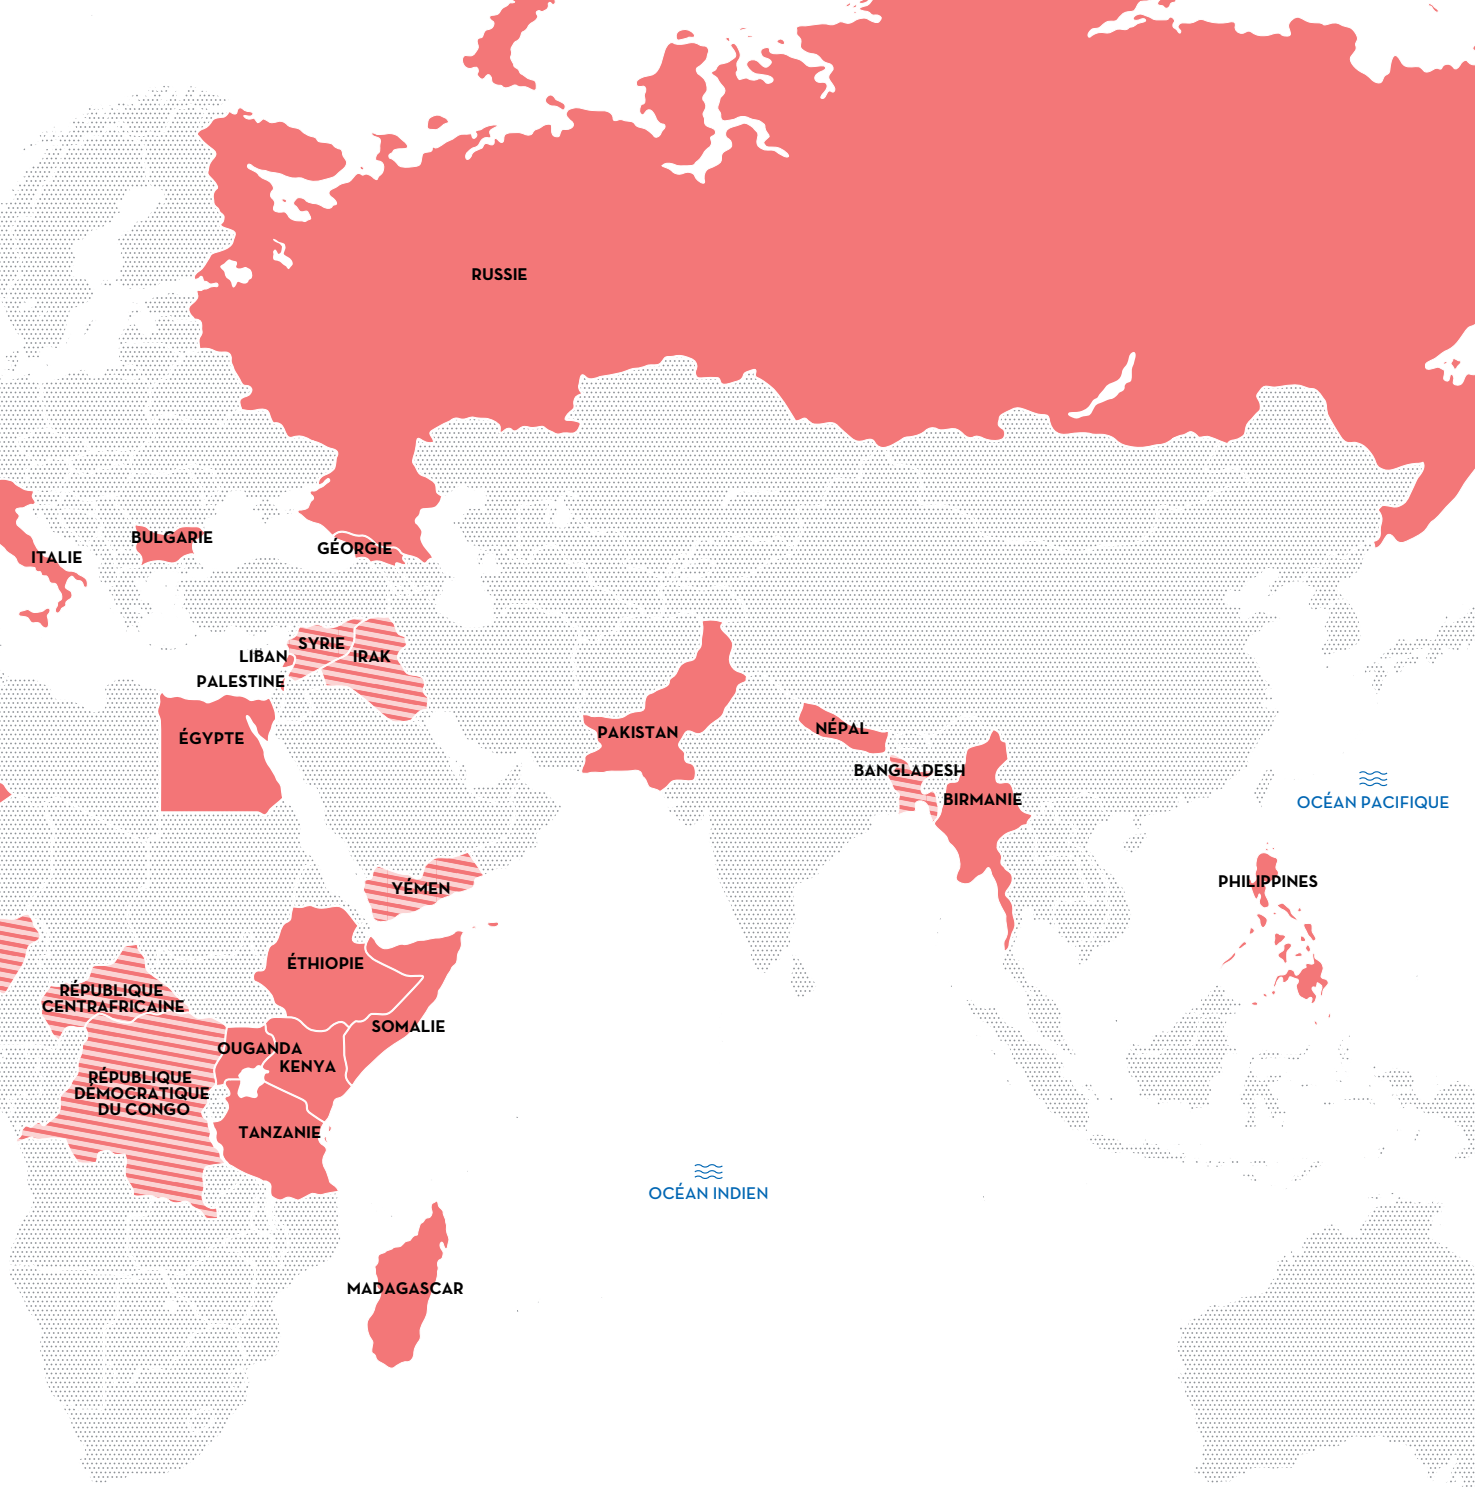 RUSSIE
BULGARIE
GÉORGIE
ITALIE
SYRIE
LIBAN
IRAK
PALESTINE
ÉGYPTE
PAKISTAN
NÉPAL
BANGLADESH
BIRMANIE
OCÉAN PACIFIQUE
PHILIPPINES
YÉMEN
ÉTHIOPIE
RÉPUBLIQUE
CENTRAFRICAINE
SOMALIE
OUGANDA
KENYA
RÉPUBLIQUE
DÉMOCRATIQUE
DU CONGO
TANZANIE
OCÉAN INDIEN
MADAGASCAR